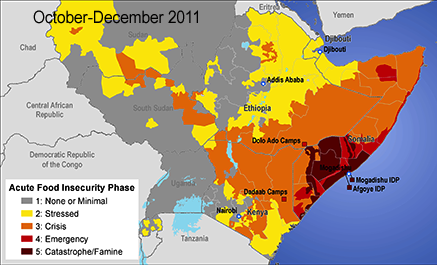 October-December 2011
Eritrea
Yemen
Sudan
Chad
Djibouti
Djibouti
Addis Ababa
Central African
Republic
South Sudan
Ethiopia
Dolo Ado Camps
Somalia
Democratic Republic
of the Congo
Uganda
Mogadishu IDP
Afgoye IDP
Dadaab Camps
Nairobi
Kenya
Tanzania
Acute Food Insecurity Phase
1: None or Minimal
2: Stressed
3: Crisis
4: Emergency
5: Catastrophe/Famine